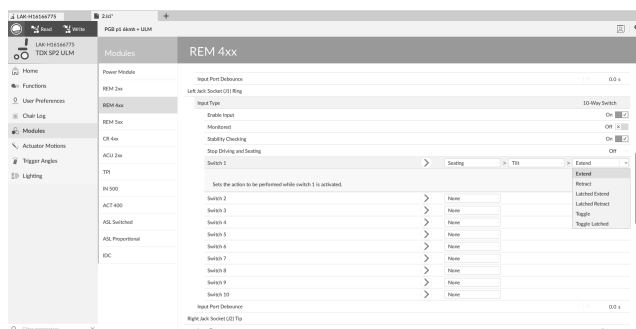 LAK-H16166775
2.lci*
+
Read
Write
PGB p1 6kmh + ULM
LAK-H16166775
TDX SP2 ULM
Modules
REM 4xx
Home
Functions
User Preferences
Chair Log
Modules
Actuator Motions
Trigger Angles
Lighting
Power Module
REM 2xx
REM 4xx
REM 5xx
CR 4xx
ACU 2xx
TPI
IN 500
ACT 400
ASL Switched
ASL Proportional
IDC
Input Port Debounce 0.0 s
Left Jack Socket (J1) Ring
Input Type 10-Way Switch
Enable Input On
Monitored Off
Stability Checking On
Stop Driving and Seating Off
Switch 1 Seating > Tilt > Extend
Sets the action to be performed while switch 1 is activated.
Extend
Retract
Latched Extend
Latched Retract
Toggle
Toggle Latched
Switch 2 None
Switch 3 None
Switch 4 None
Switch 5 None
Switch 6 None
Switch 7 None
Switch 8 None
Switch 9 None
Switch 10 None
Input Port Debounce 0.0 s
Right Jack Socket (J2) Tip